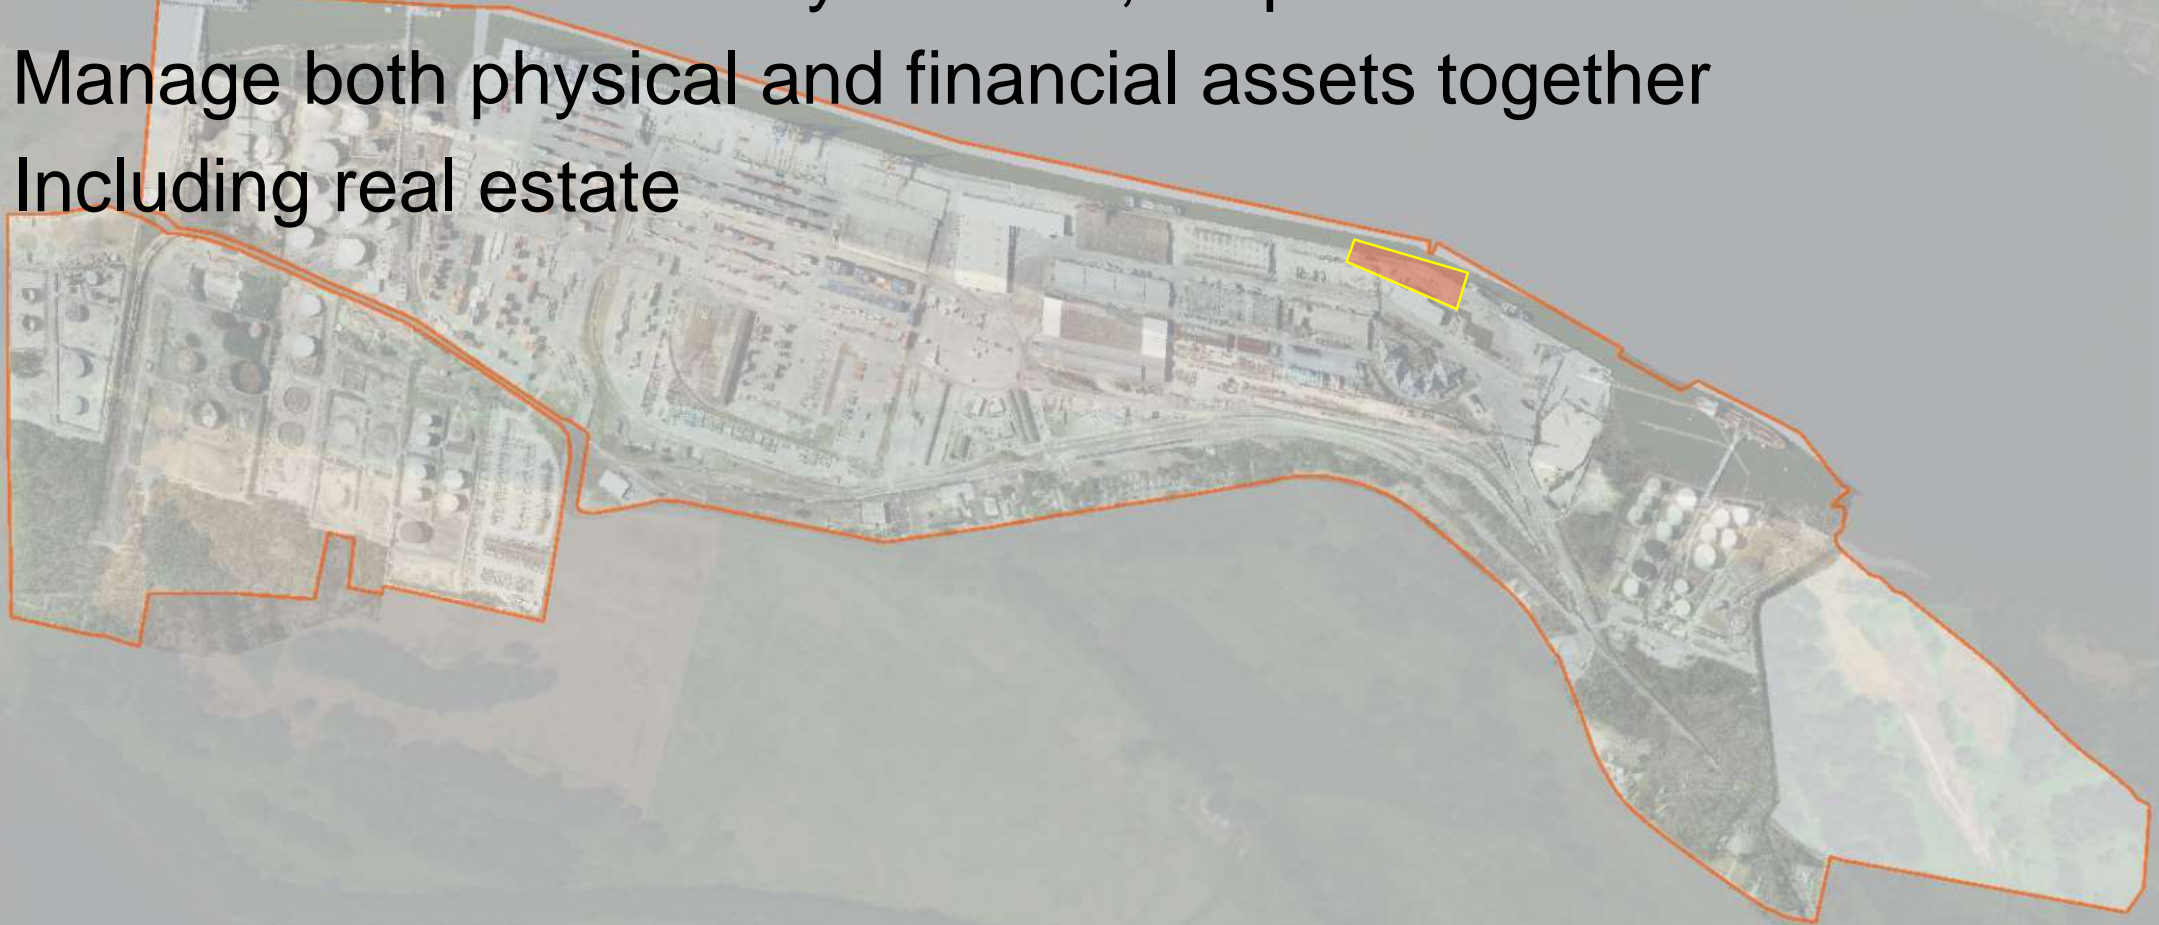 Manage both physical and financial assets together
Including real estate